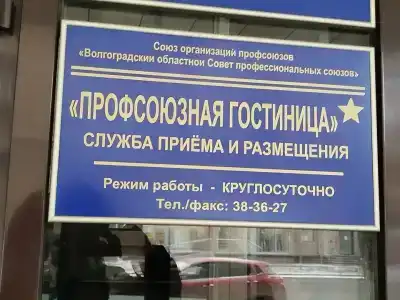 Союз организаций профсоюзов
«Волгоградский областной Совет профессиональных союзов»
«ПРОФСОЮЗНАЯ ГОСТИНИЦА»
СЛУЖБА ПРИЁМА И РАЗМЕЩЕНИЯ
Режим работы - КРУГЛОСУТОЧНО
Тел./факс: 38-36-27